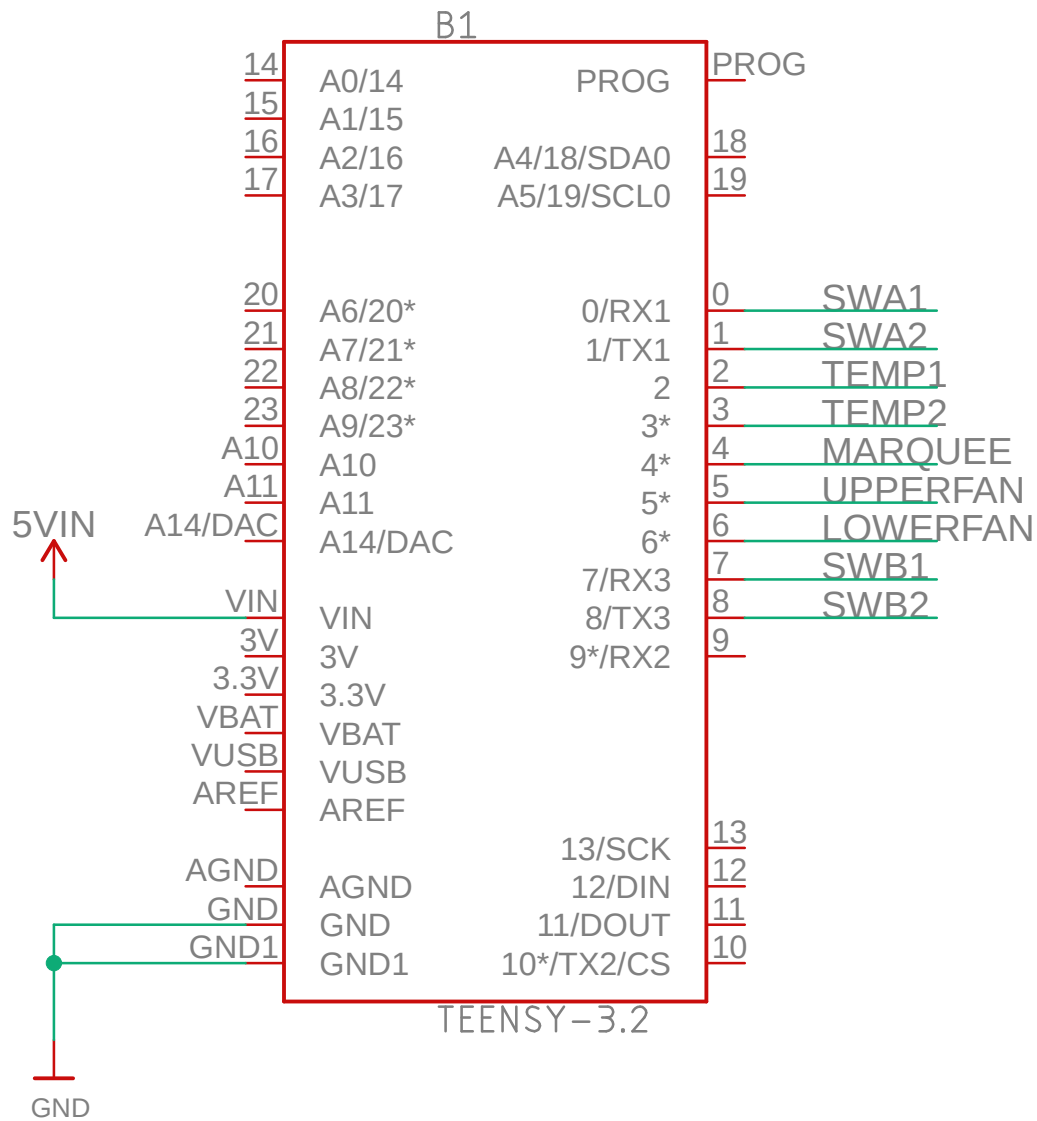 B1
14 A0/14 PROG PROG
15 A1/15
16 A2/16 A4/18/SDA0 18
17 A3/17 A5/19/SCL0 19
20 A6/20* 0/RX1 0 SWA1
21 A7/21* 1/TX1 1 SWA2
22 A8/22* 2 2 TEMP1
23 A9/23* 3* 3 TEMP2
A10 A10 4* 4 MARQUEE
A11 A11 5* 5 UPPERFAN
5VIN A14/DAC A14/DAC 6* 6 LOWERFAN
7/RX3 7 SWB1
VIN VIN 8/TX3 8 SWB2
3V 3V 9*/RX2 9
3.3V 3.3V
VBAT VBAT
VUSB VUSB
AREF AREF
13/SCK 13
AGND AGND 12/DIN 12
GND GND 11/DOUT 11
GND1 GND1 10*/TX2/CS 10
TEENSY-3.2
GND